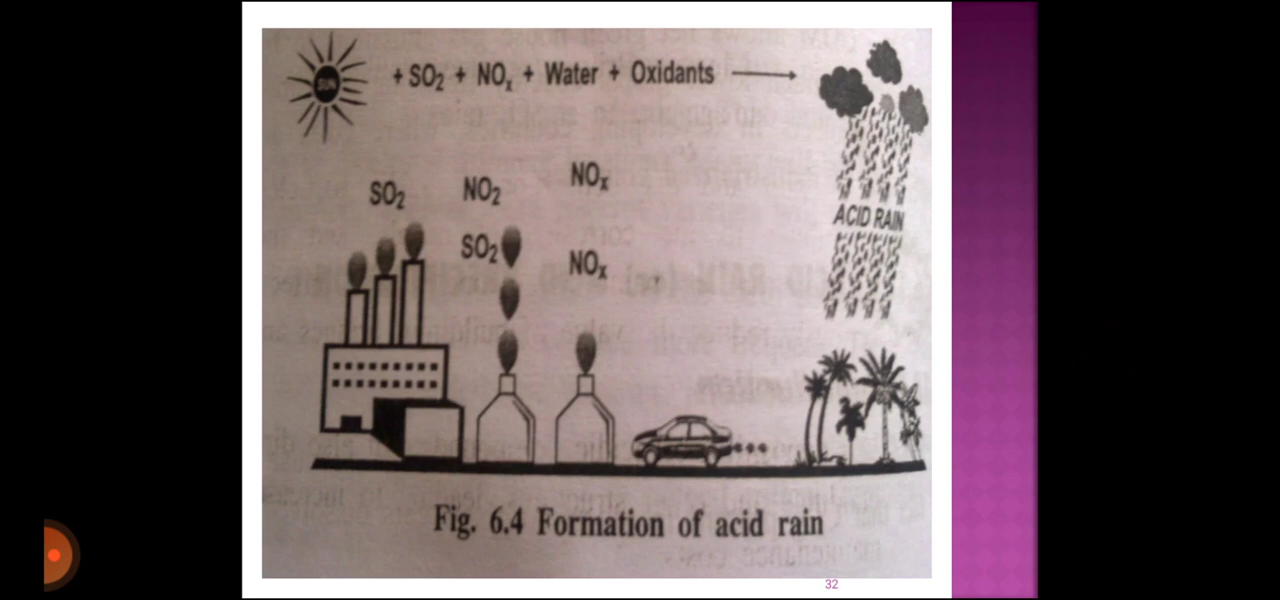 SUN + SO₂ + NOₓ + Water + Oxidants
SO₂ NO₂ NOₓ
SO₂ NOₓ
ACID RAIN
Fig. 6.4 Formation of acid rain
32